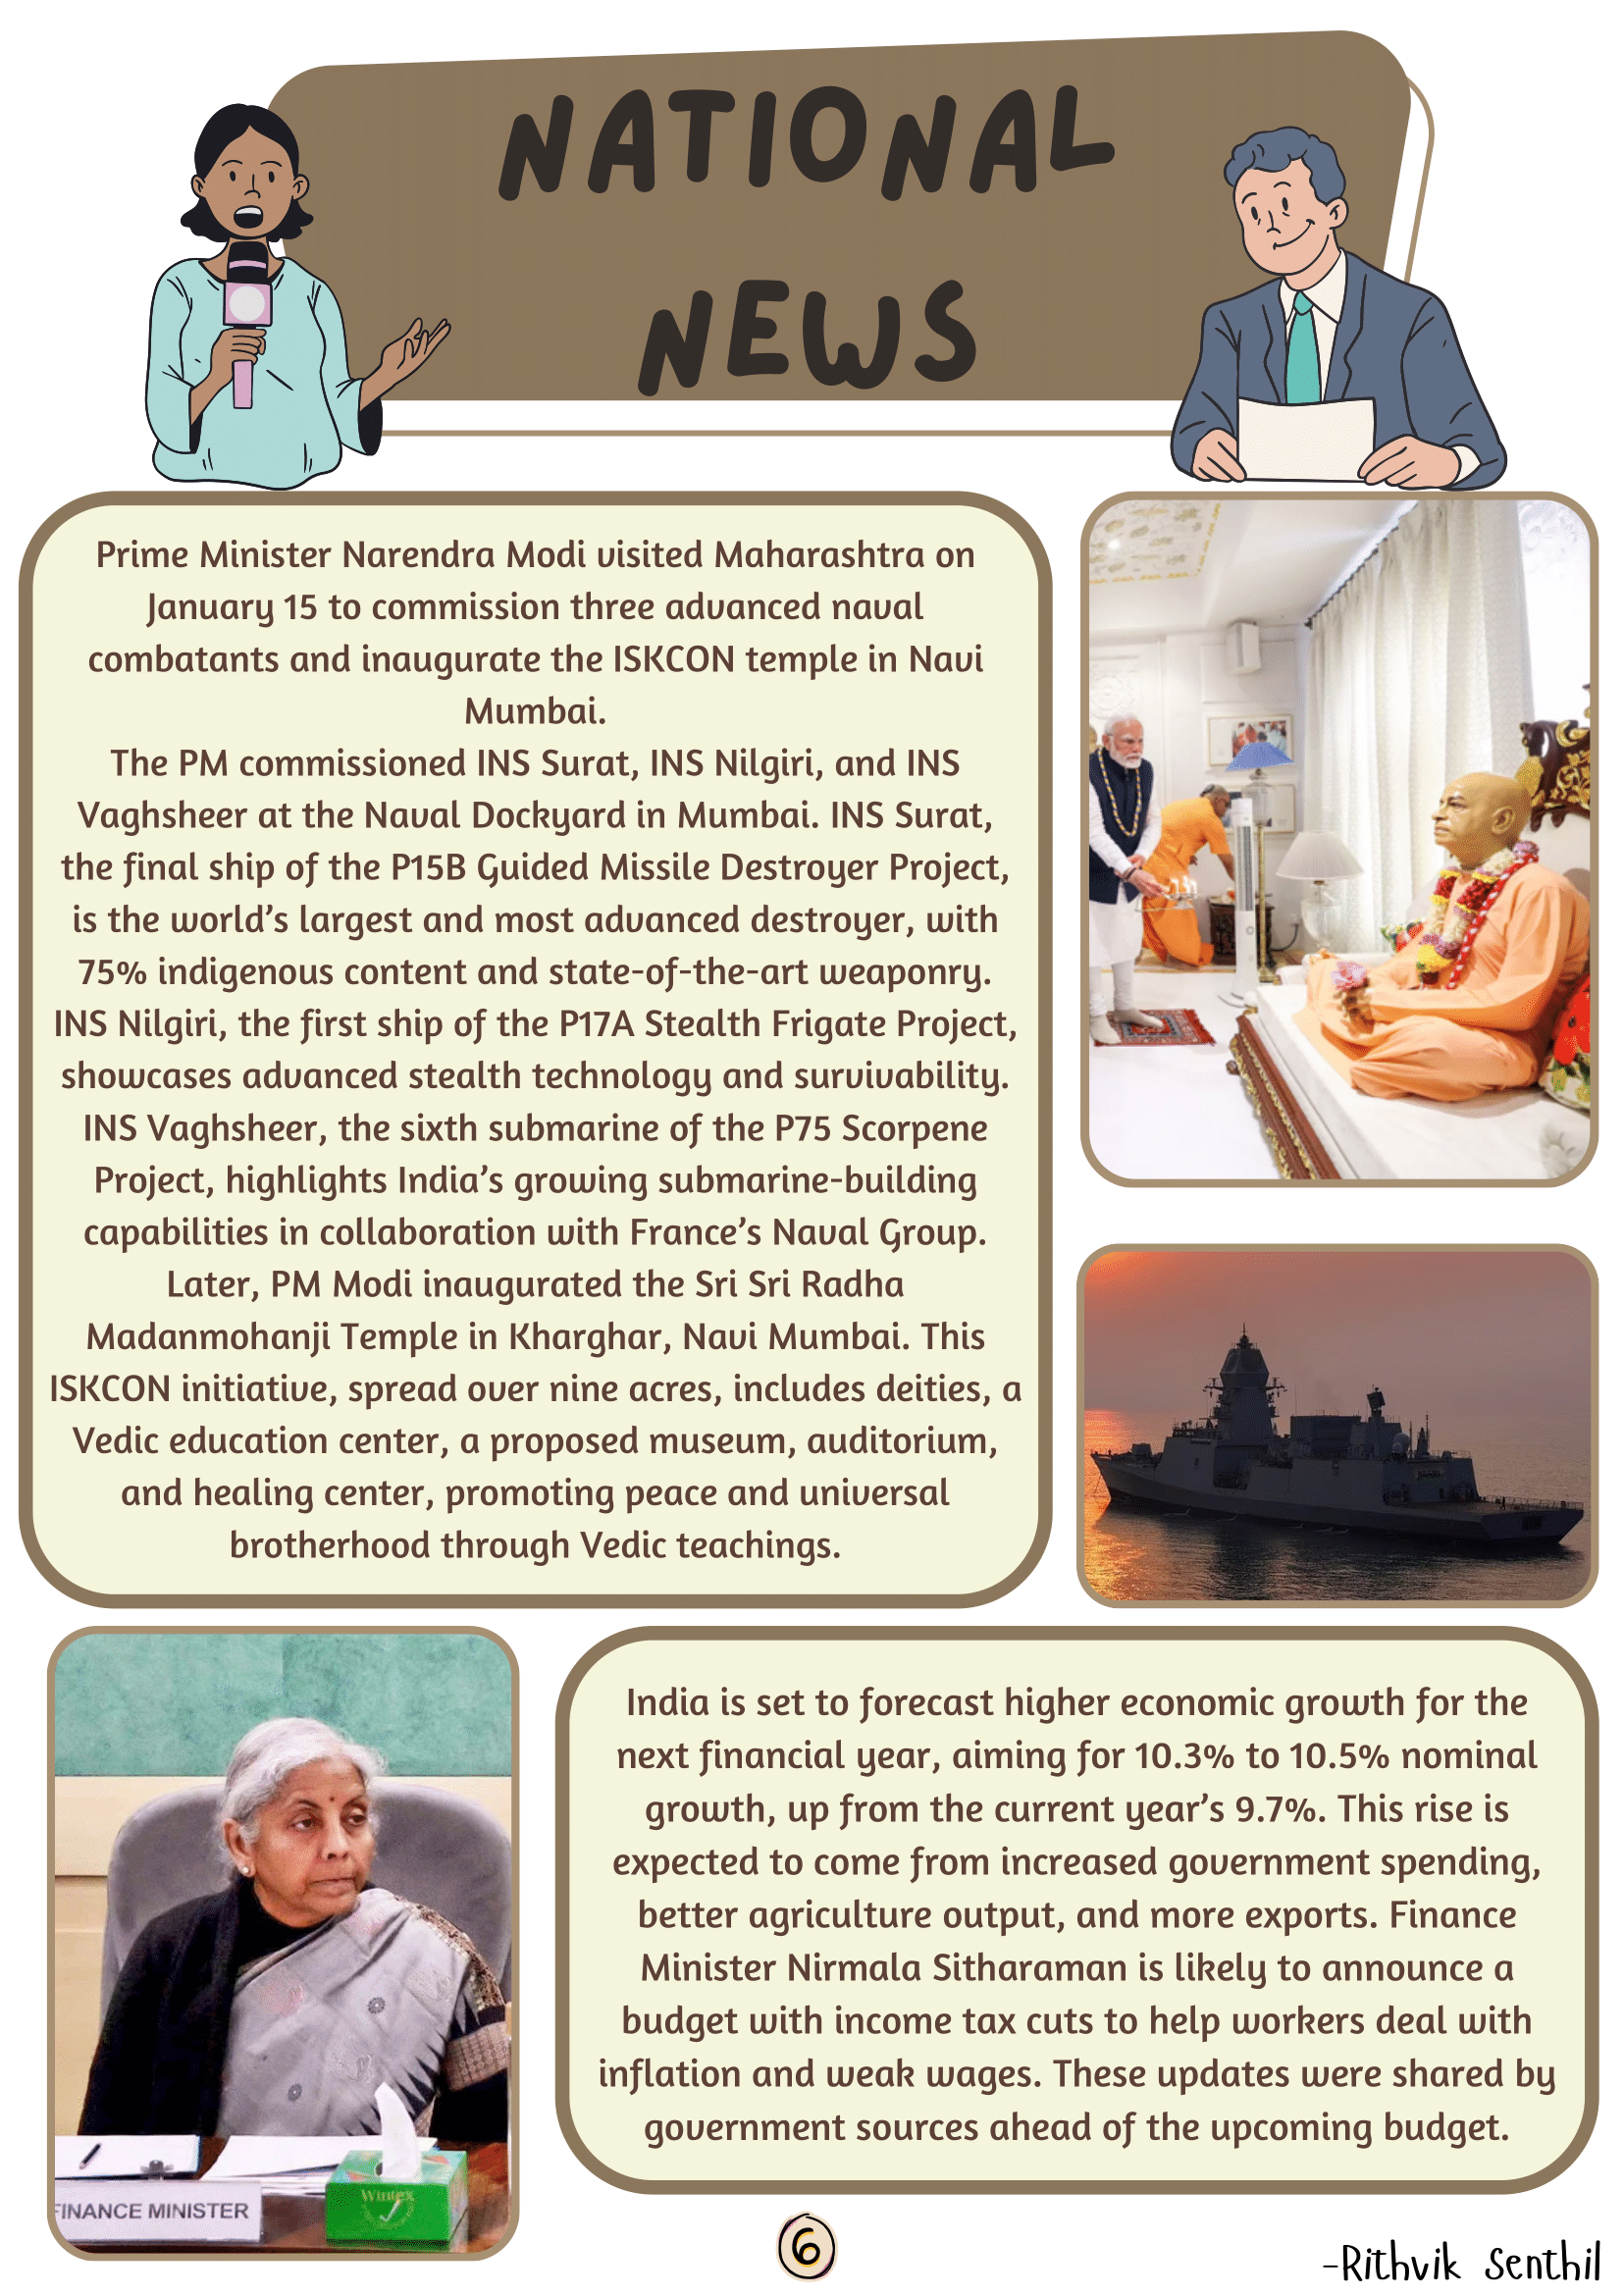 NATIONAL
NEWS
Prime Minister Narendra Modi visited Maharashtra on
January 15 to commission three advanced naval
combatants and inaugurate the ISKCON temple in Navi
Mumbai.
The PM commissioned INS Surat, INS Nilgiri, and INS
Vaghsheer at the Naval Dockyard in Mumbai. INS Surat,
the final ship of the P15B Guided Missile Destroyer Project,
is the world's largest and most advanced destroyer, with
75% indigenous content and state-of-the-art weaponry.
INS Nilgiri, the first ship of the P17A Stealth Frigate Project,
showcases advanced stealth technology and survivability.
INS Vaghsheer, the sixth submarine of the P75 Scorpene
Project, highlights India's growing submarine-building
capabilities in collaboration with France's Naval Group.
Later, PM Modi inaugurated the Sri Sri Radha
Madanmohanji Temple in Kharghar, Navi Mumbai. This
ISKCON initiative, spread over nine acres, includes deities, a
Vedic education center, a proposed museum, auditorium,
and healing center, promoting peace and universal
brotherhood through Vedic teachings.
India is set to forecast higher economic growth for the
next financial year, aiming for 10.3% to 10.5% nominal
growth, up from the current year's 9.7%. This rise is
expected to come from increased government spending,
better agriculture output, and more exports. Finance
Minister Nirmala Sitharaman is likely to announce a
budget with income tax cuts to help workers deal with
inflation and weak wages. These updates were shared by
government sources ahead of the upcoming budget.
FINANCE MINISTER
Wintex
6
-Rithvik Senthil